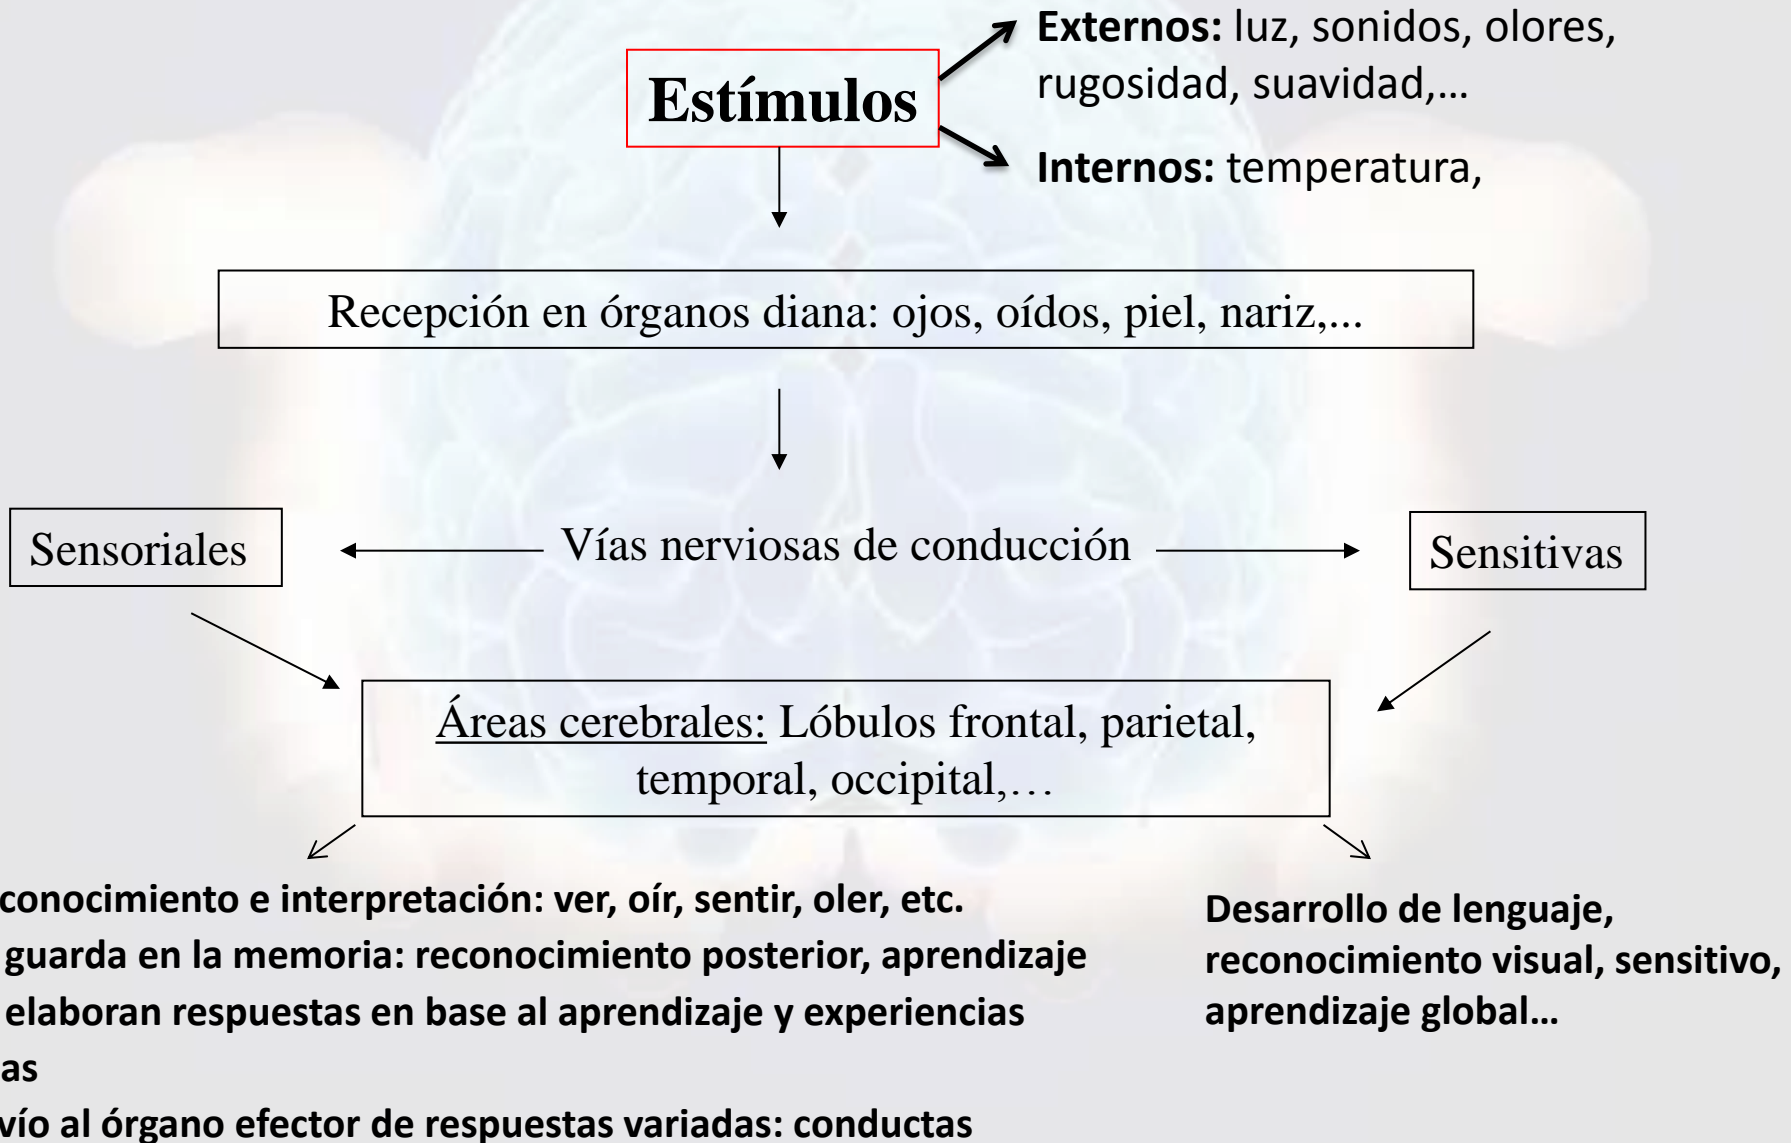 Externos: luz, sonidos, olores,
rugosidad, suavidad,...
Estímulos
Internos: temperatura,
Recepción en órganos diana: ojos, oídos, piel, nariz,...
Sensoriales
Vías nerviosas de conducción
Sensitivas
Áreas cerebrales: Lóbulos frontal, parietal,
temporal, occipital,…
conocimiento e interpretación: ver, oír, sentir, oler, etc.
guarda en la memoria: reconocimiento posterior, aprendizaje
elaboran respuestas en base al aprendizaje y experiencias
as
vío al órgano efector de respuestas variadas: conductas
Desarrollo de lenguaje,
reconocimiento visual, sensitivo,
aprendizaje global…